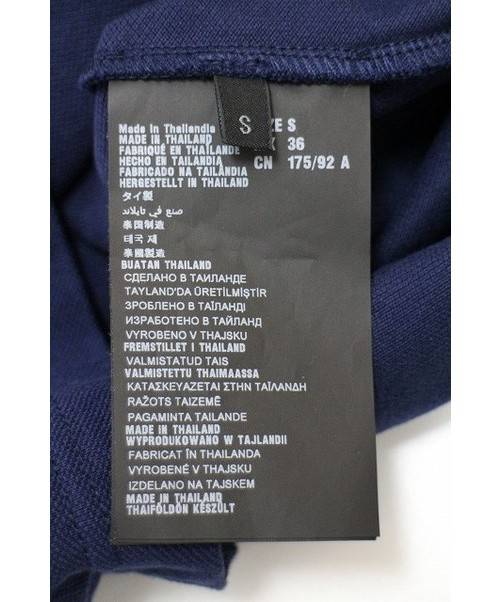 S
Made in Thailandia
MADE IN THAILAND
FABRIQUÉ EN THAÏLANDE
HECHO EN TAILANDIA
FABRICADO NA TAILÂNDIA
HERGESTELLT IN THAILAND
S
36
CN 175/92 A
タイ製
صنع في تايلاند
泰国制造
태국 제
泰國製造
BUATAN THAILAND
СДЕЛАНО В ТАИЛАНДЕ
TAYLAND'DA ÜRETİLMİŞTİR
ЗРОБЛЕНО В ТАЇЛАНДІ
ИЗРАБОТЕНО В ТАЙЛАНД
VYROBENO V THAJSKU
FREMSTILLET I THAILAND
VALMISTATUD TAIS
VALMISTETTU THAIMAASSA
ΚΑΤΑΣΚΕΥΑΖΕΤΑΙ ΣΤΗΝ ΤΑΪΛΑΝΔΗ
RAŽOTS TAIZEMĒ
PAGAMINTA TAILANDE
MADE IN THAILAND
WYPRODUKOWANO W TAJLANDII
FABRICAT ÎN THAILANDA
VYROBENÉ V THAJSKU
IZDELANO NA TAJSKEM
MADE IN THAILAND
THAIFÖLDÖN KÉSZÜLT